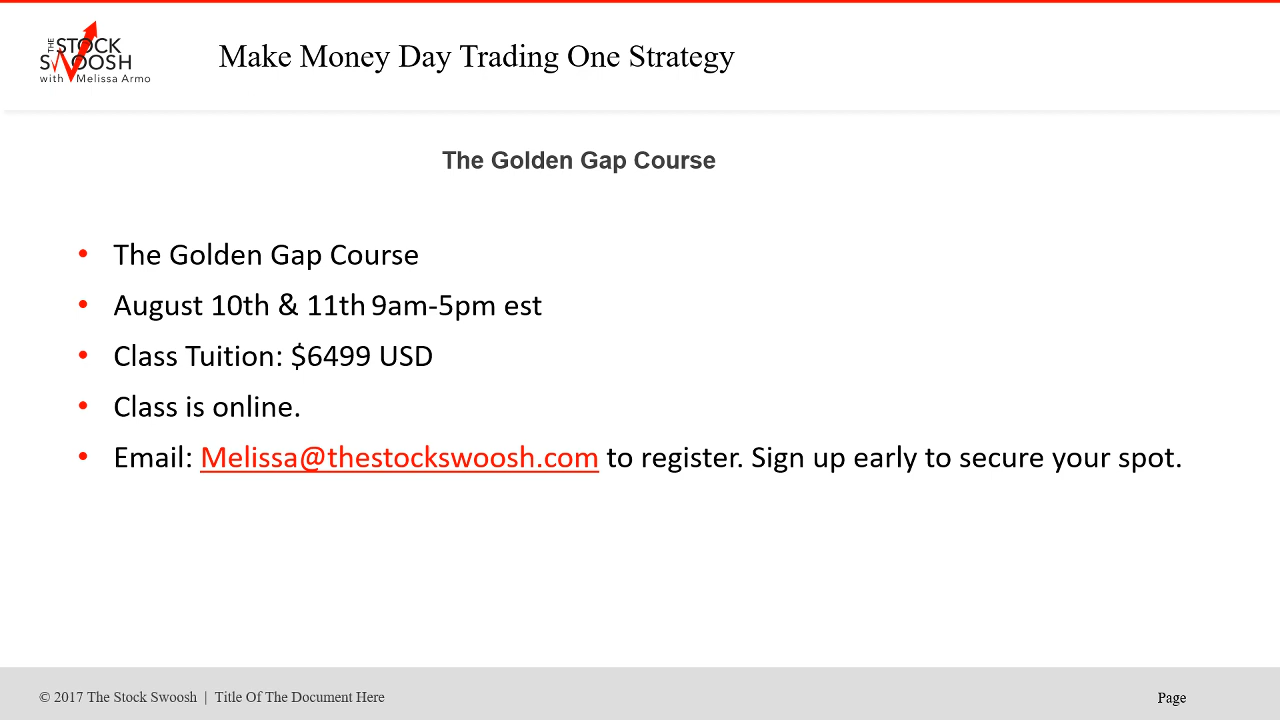 THE STOCK
SWOOSH
with Melissa Armo
Make Money Day Trading One Strategy
The Golden Gap Course
• The Golden Gap Course
• August 10th & 11th 9am-5pm est
• Class Tuition: $6499 USD
• Class is online.
• Email: Melissa@thestockswoosh.com to register. Sign up early to secure your spot.
© 2017 The Stock Swoosh | Title Of The Document Here
Page